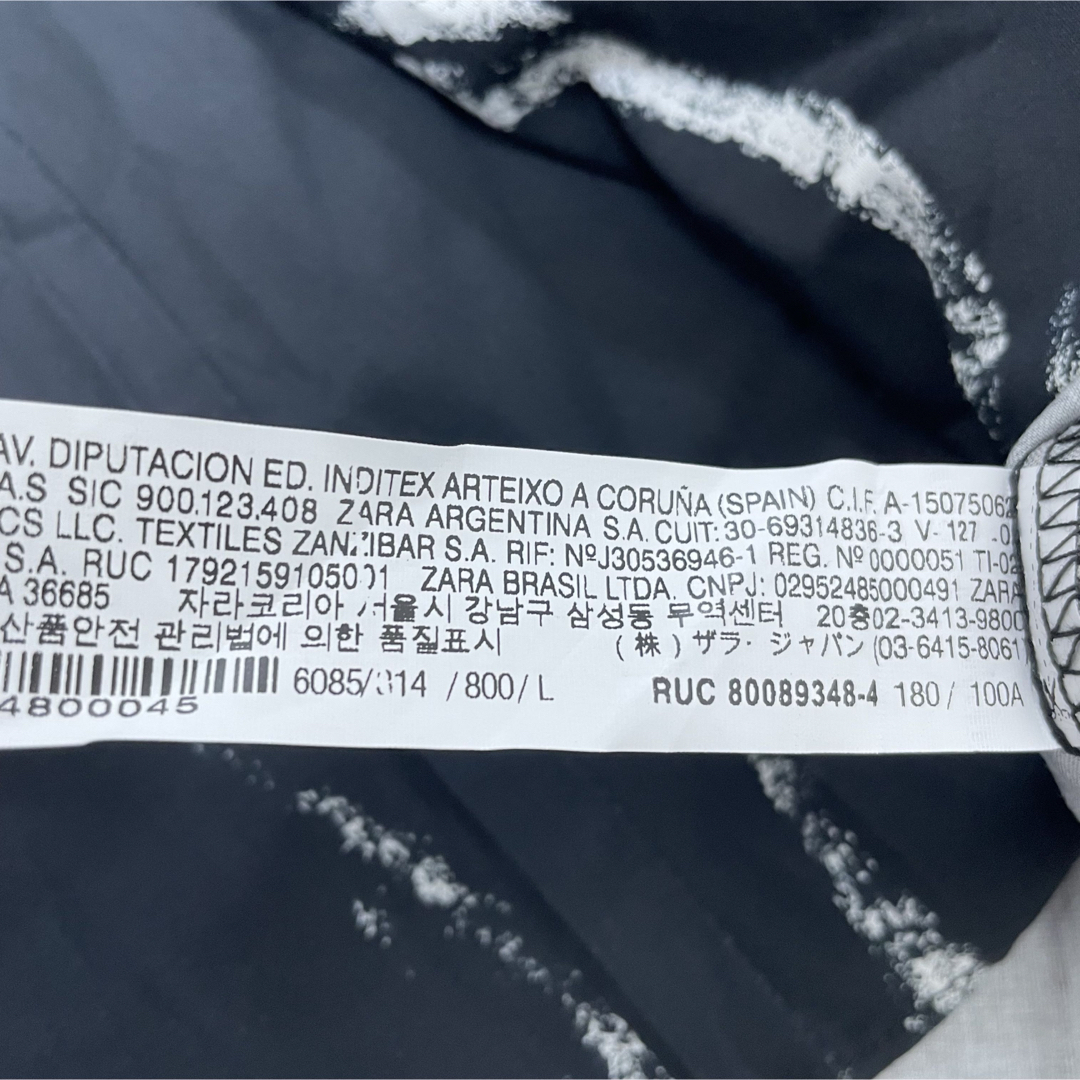 AV. DIPUTACION ED. INDITEX ARTEIXO A CORUÑA (SPAIN) C.I.F. A-15075062
A.S SIC 900.123.408 ZARA ARGENTINA S.A. CUIT: 30-69314836-3 V- 127
CS LLC. TEXTILES ZANZIBAR S.A. RIF: NºJ30536946-1 REG. Nº 0000051 TI-02
S.A. RUC 1792159105001 ZARA BRASIL LTDA. CNPJ: 02952485000491 ZARA
A 36685 자라코리아 서울시 강남구 삼성동 무역센터 20층02-3413-9800
산품안전 관리법에 의한 품질표시 (株) ザラ・ジャパン (03-6415-8061
6085/314 /800/ L RUC 80089348-4 180 / 100A
4800045